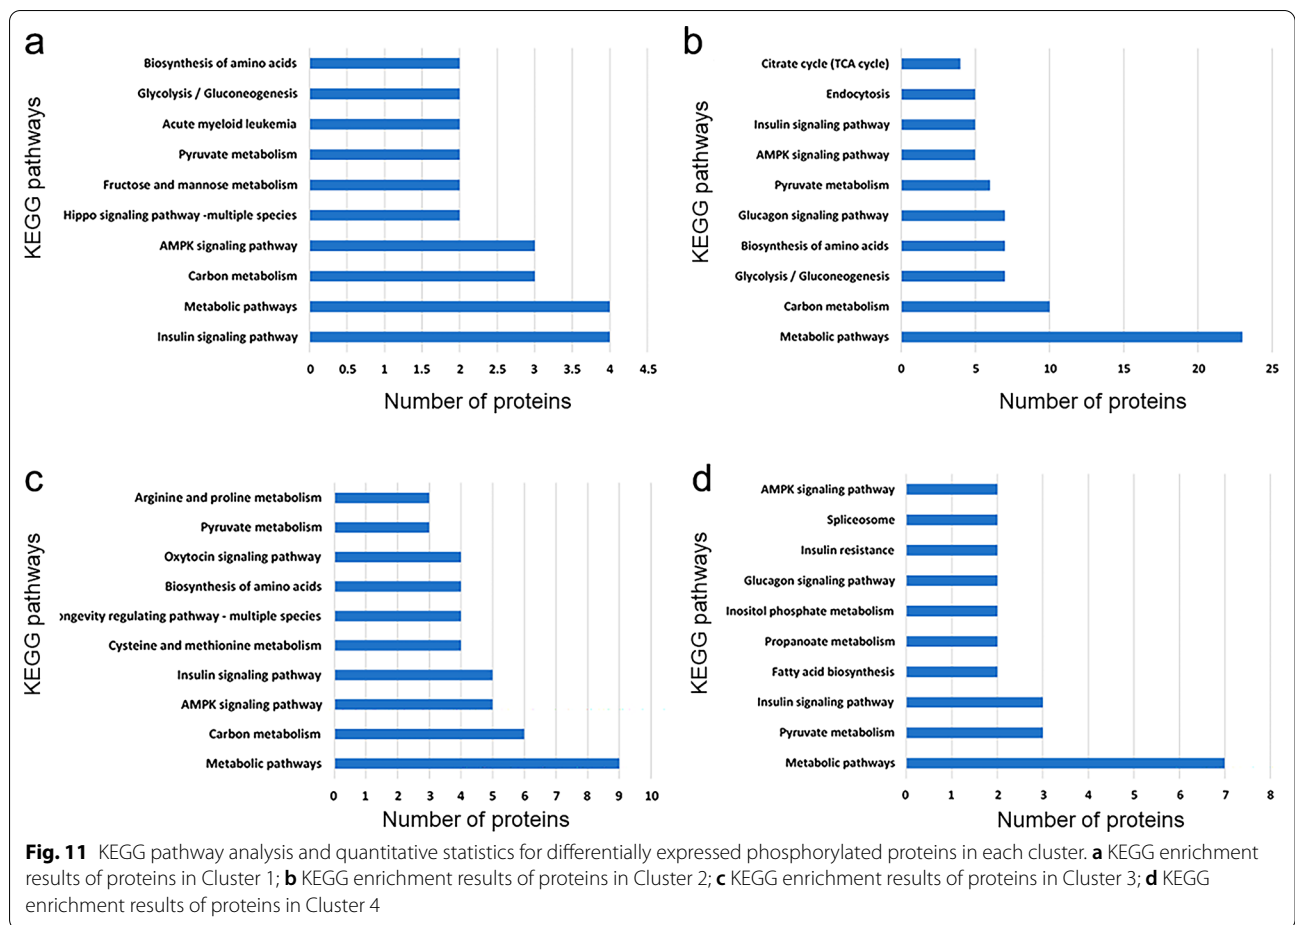 a
KEGG pathways
Biosynthesis of amino acids
Glycolysis / Gluconeogenesis
Acute myeloid leukemia
Pyruvate metabolism
Fructose and mannose metabolism
Hippo signaling pathway -multiple species
AMPK signaling pathway
Carbon metabolism
Metabolic pathways
Insulin signaling pathway
0 0.5 1 1.5 2 2.5 3 3.5 4 4.5
Number of proteins
b
KEGG pathways
Citrate cycle (TCA cycle)
Endocytosis
Insulin signaling pathway
AMPK signaling pathway
Pyruvate metabolism
Glucagon signaling pathway
Biosynthesis of amino acids
Glycolysis / Gluconeogenesis
Carbon metabolism
Metabolic pathways
0 5 10 15 20 25
Number of proteins
c
KEGG pathways
Arginine and proline metabolism
Pyruvate metabolism
Oxytocin signaling pathway
Biosynthesis of amino acids
ongevity regulating pathway - multiple species
Cysteine and methionine metabolism
Insulin signaling pathway
AMPK signaling pathway
Carbon metabolism
Metabolic pathways
0 1 2 3 4 5 6 7 8 9 10
Number of proteins
d
KEGG pathways
AMPK signaling pathway
Spliceosome
Insulin resistance
Glucagon signaling pathway
Inositol phosphate metabolism
Propanoate metabolism
Fatty acid biosynthesis
Insulin signaling pathway
Pyruvate metabolism
Metabolic pathways
0 1 2 3 4 5 6 7 8
Number of proteins
Fig. 11 KEGG pathway analysis and quantitative statistics for differentially expressed phosphorylated proteins in each cluster. a KEGG enrichment
results of proteins in Cluster 1; b KEGG enrichment results of proteins in Cluster 2; c KEGG enrichment results of proteins in Cluster 3; d KEGG
enrichment results of proteins in Cluster 4